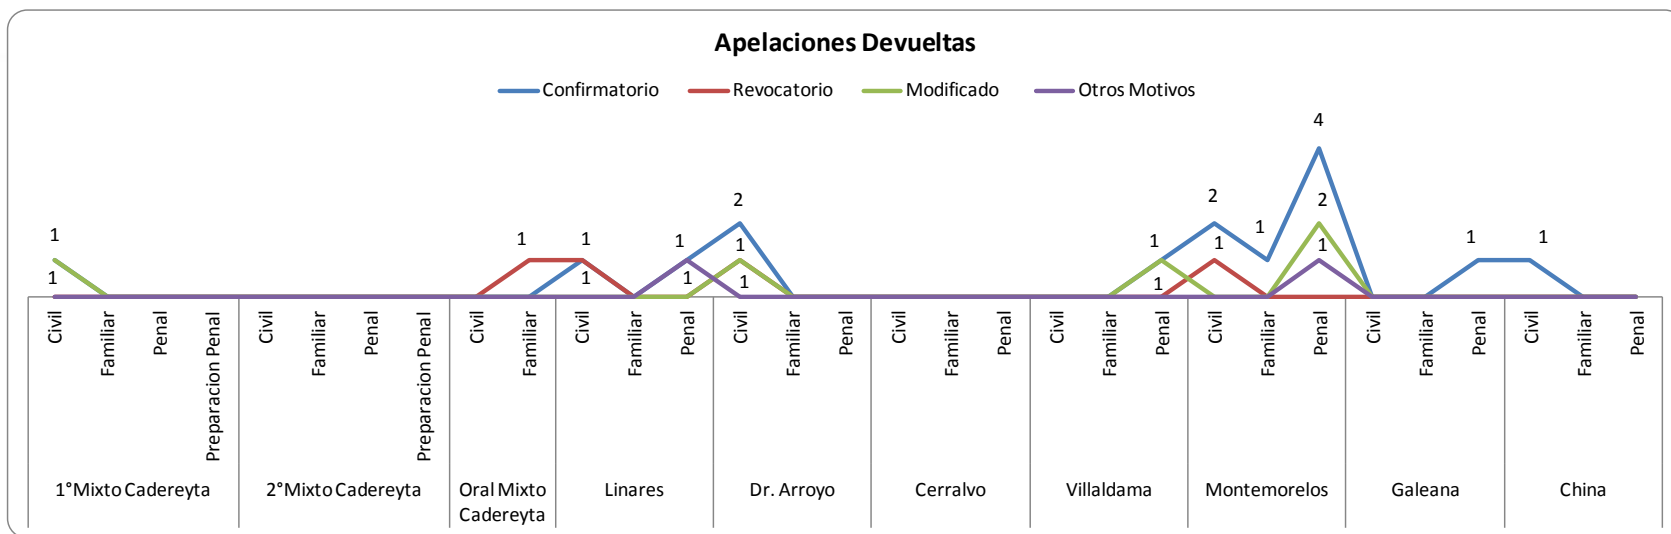 Apelaciones Devueltas
Confirmatorio Revocatorio Modificado Otros Motivos
4
2 2 2
1 1 1 1 1 1 1 1 1 1
1 1 1 1 1 1
Civil Familiar Penal Preparacion Penal Civil Familiar Penal Preparacion Penal Civil Familiar Civil Familiar Penal Civil Familiar Penal Civil Familiar Penal Civil Familiar Penal Civil Familiar Penal Civil Familiar Penal Civil Familiar Penal
1°Mixto Cadereyta 2°Mixto Cadereyta Oral Mixto Linares Dr. Arroyo Cerralvo Villaldama Montemorelos Galeana China
Cadereyta